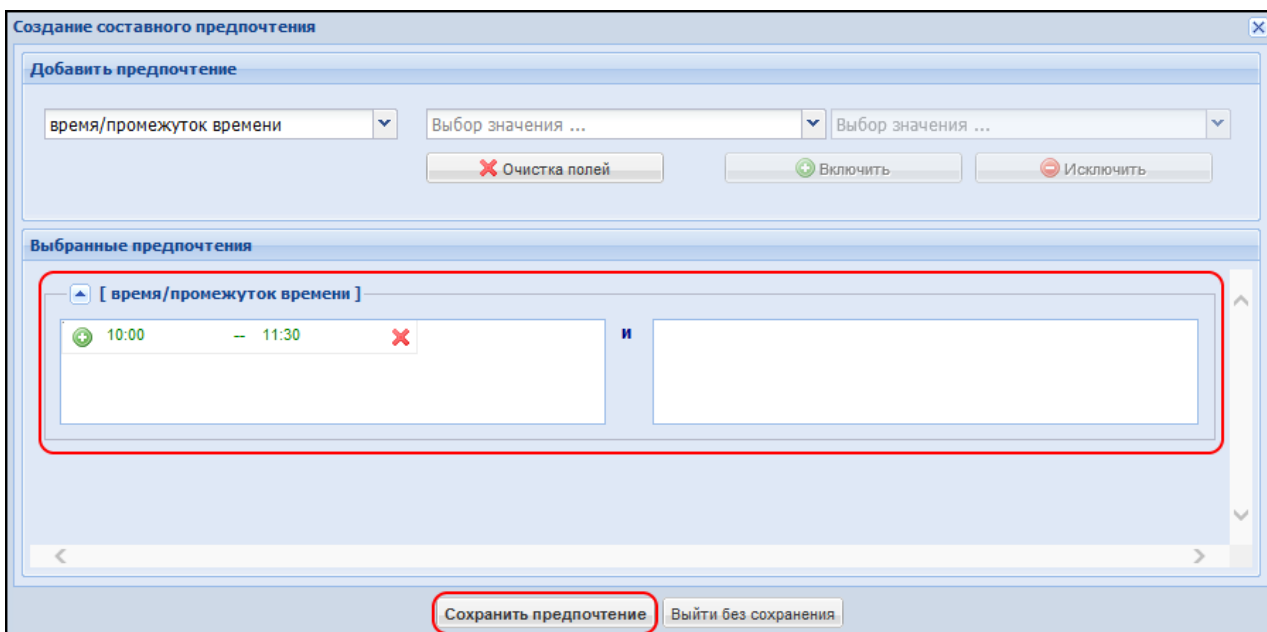 Создание составного предпочтения
Добавить предпочтение
время/промежуток времени Выбор значения ... Выбор значения ...
Очистка полей Включить Исключить
Выбранные предпочтения
[ время/промежуток времени ]
10:00 -- 11:30 и
Сохранить предпочтение Выйти без сохранения